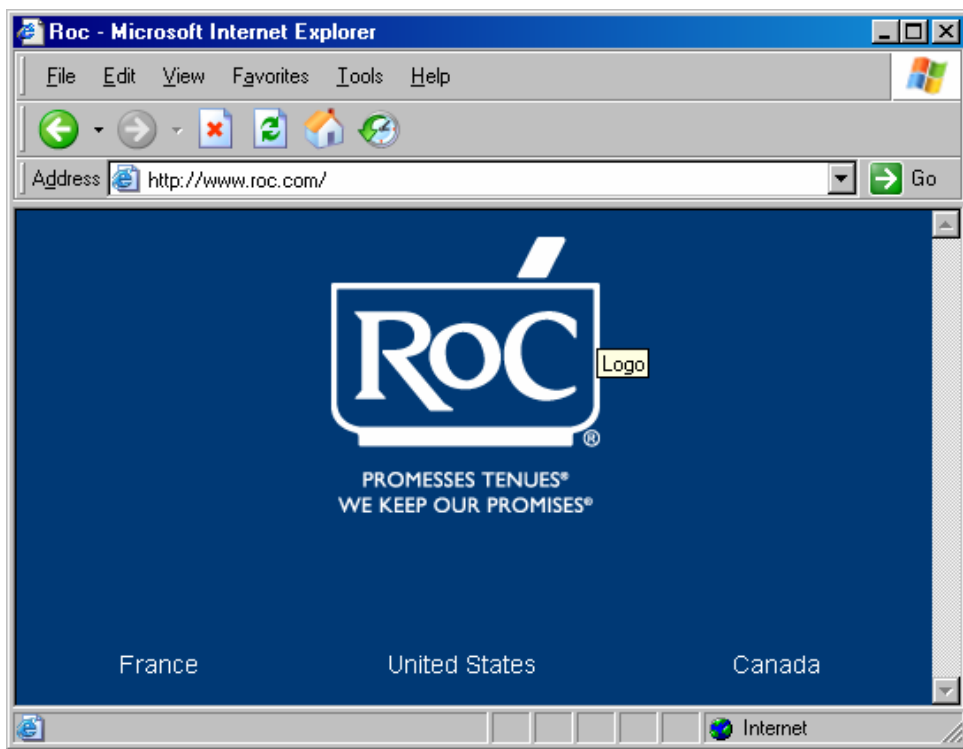 Roc - Microsoft Internet Explorer
File Edit View Favorites Tools Help
Address http://www.roc.com/ Go
RoC®
Logo
PROMESSES TENUES®
WE KEEP OUR PROMISES®
France United States Canada
Internet